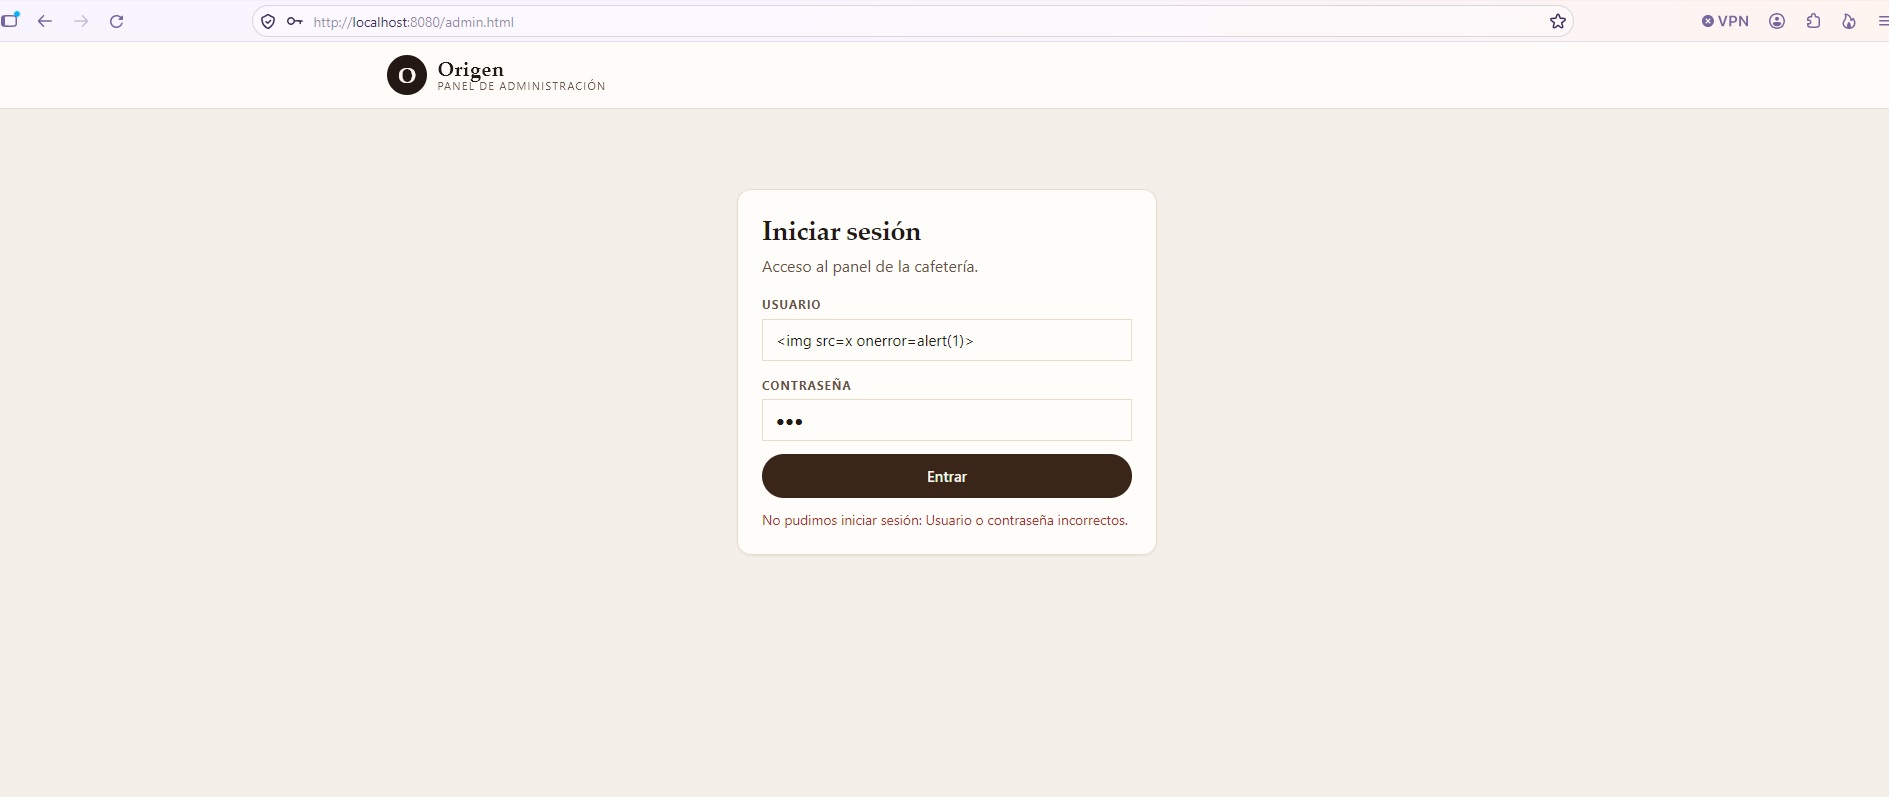 http://localhost:8080/admin.html
VPN
O
Origen
PANEL DE ADMINISTRACIÓN
Iniciar sesión
Acceso al panel de la cafetería.
USUARIO
<img src=x onerror=alert(1)>
CONTRASEÑA
•••
Entrar
No pudimos iniciar sesión: Usuario o contraseña incorrectos.